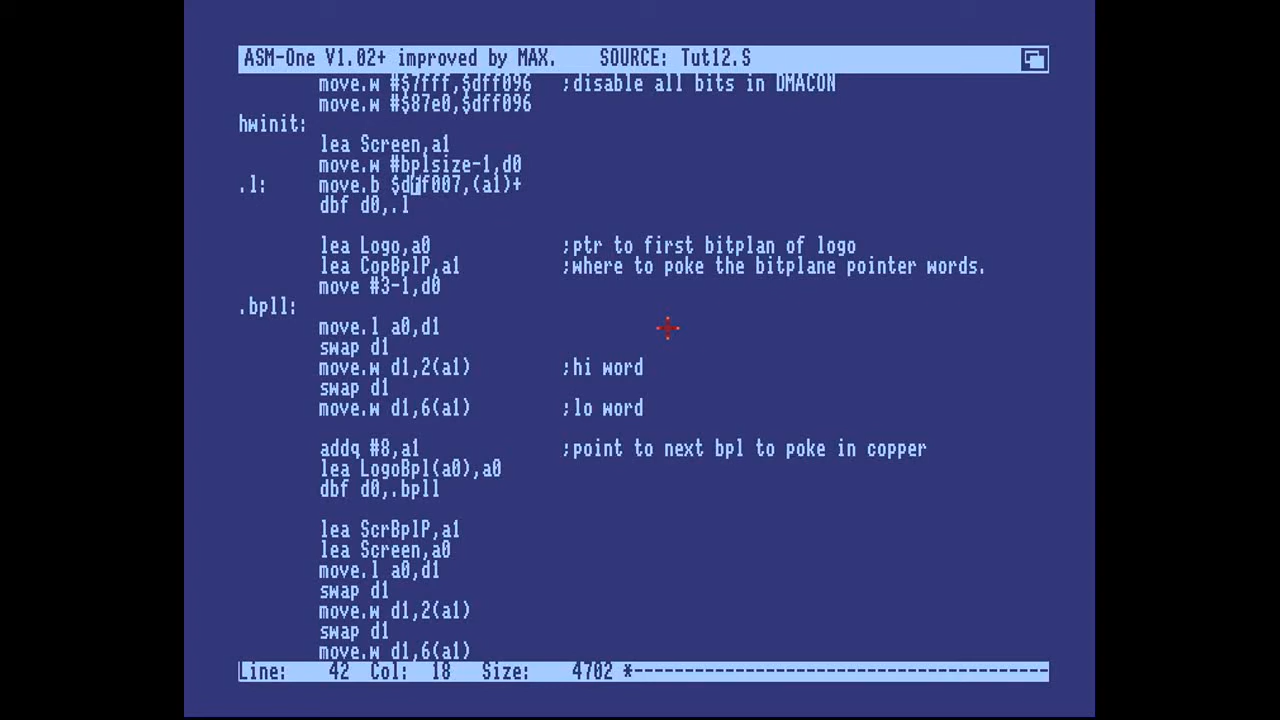 ASM-One V1.02+ improved by MAX. SOURCE: Tut12.S
move.w #$7fff,$dff096 ;disable all bits in DMACON
move.w #$87e0,$dff096
hwinit:
lea Screen,a1
move.w #bplsize-1,d0
.l: move.b $dff007,(a1)+
dbf d0,.l
lea Logo,a0 ;ptr to first bitplan of logo
lea CopBplP,a1 ;where to poke the bitplane pointer words.
move #3-1,d0
.bpll:
move.l a0,d1
swap d1
move.w d1,2(a1) ;hi word
swap d1
move.w d1,6(a1) ;lo word
addq #8,a1 ;point to next bpl to poke in copper
lea LogoBpl(a0),a0
dbf d0,.bpll
lea ScrBplP,a1
lea Screen,a0
move.l a0,d1
swap d1
move.w d1,2(a1)
swap d1
move.w d1,6(a1)
Line: 42 Col: 18 Size: 4702 *-----------------------------------------